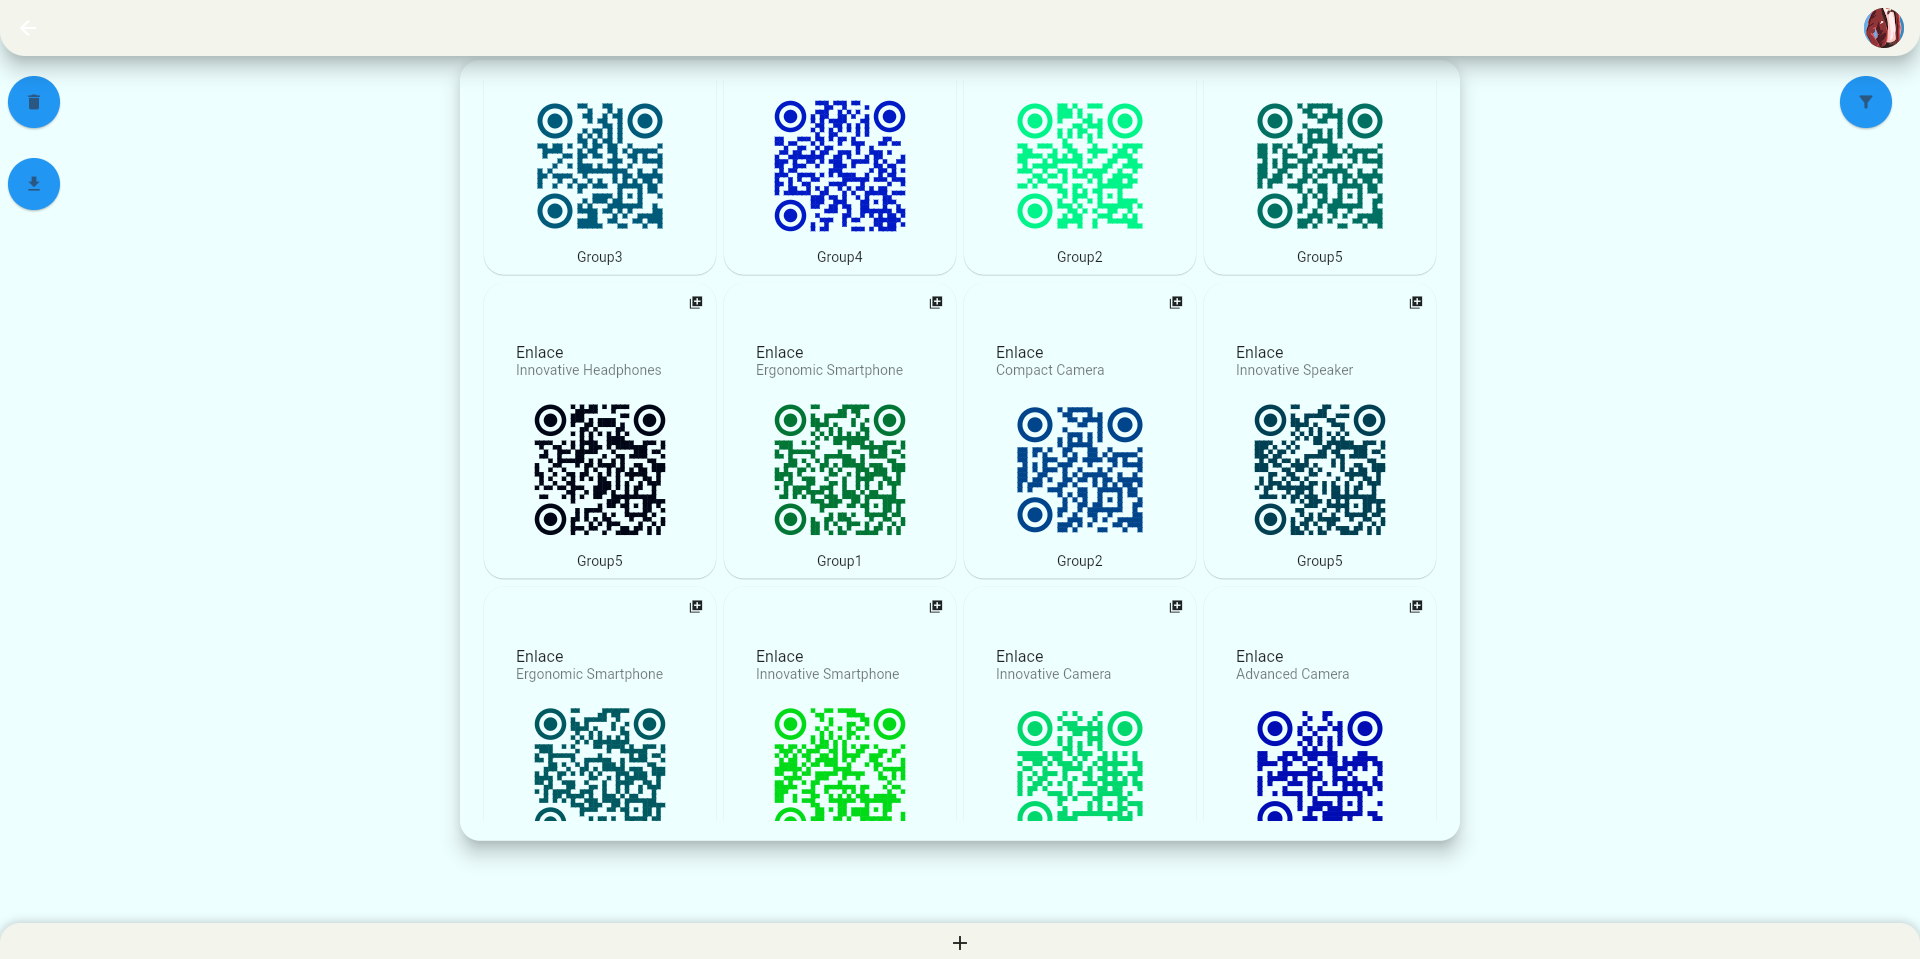 Group3
Group4
Group2
Group5
Enlace
Innovative Headphones
Enlace
Ergonomic Smartphone
Enlace
Compact Camera
Enlace
Innovative Speaker
Group5
Group1
Group2
Group5
Enlace
Ergonomic Smartphone
Enlace
Innovative Smartphone
Enlace
Innovative Camera
Enlace
Advanced Camera